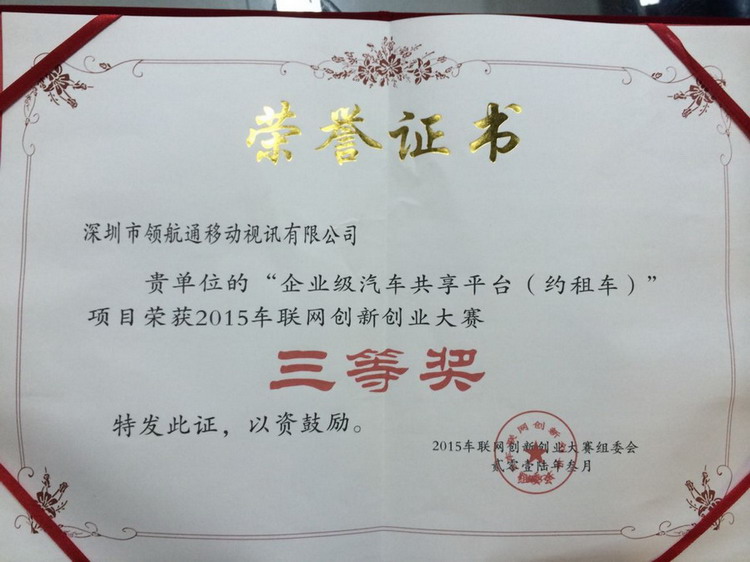 荣誉证书
深圳市领航通移动视讯有限公司
贵单位的“企业级汽车共享平台（约租车）”
项目荣获2015车联网创新创业大赛
三等奖
特发此证，以资鼓励。
2015车联网创新创业大赛组委会
贰零壹陆年叁月